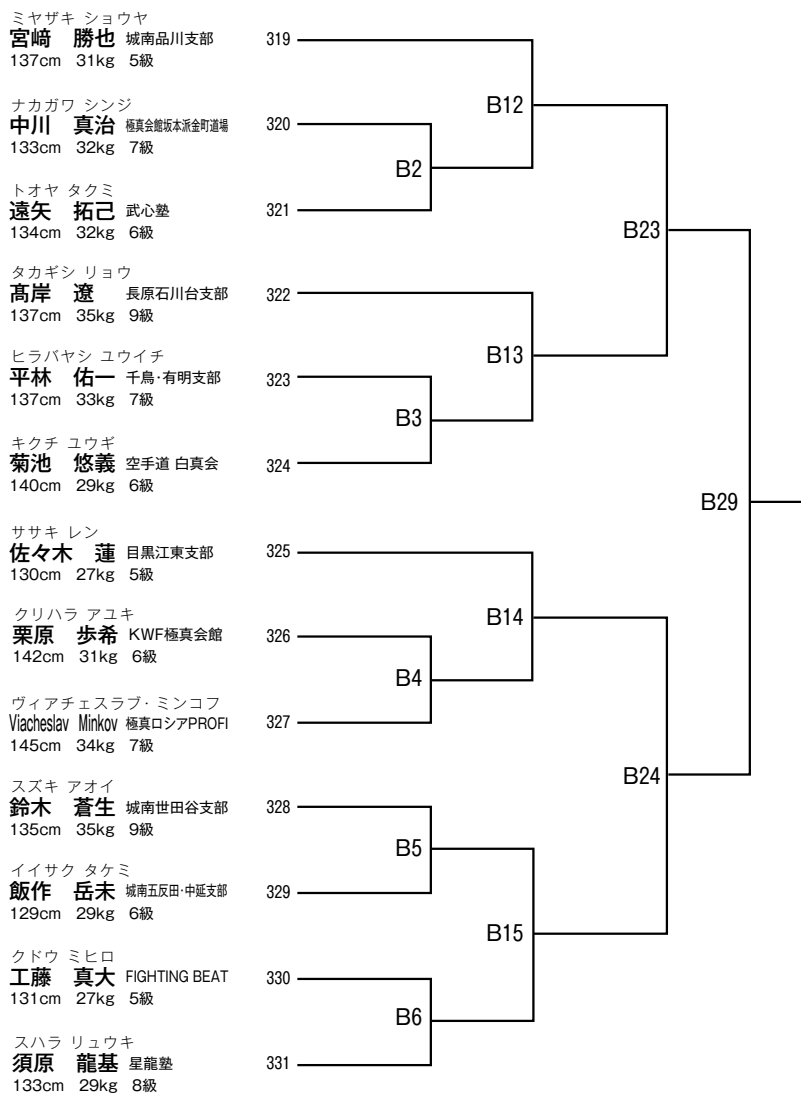 ミヤザキ ショウヤ
宮﨑 勝也 城南品川支部 319
137cm 31kg 5級
B12
ナカガワ シンジ
中川 真治 極真会館坂本派金町道場 320
133cm 32kg 7級
B2
トオヤ タクミ
遠矢 拓己 武心塾 321
134cm 32kg 6級
B23
タカギシ リョウ
髙岸 遼 長原石川台支部 322
137cm 35kg 9級
B13
ヒラバヤシ ユウイチ
平林 佑一 千鳥・有明支部 323
137cm 33kg 7級
B3
キクチ ユウギ
菊池 悠義 空手道 白真会 324
140cm 29kg 6級
B29
ササキ レン
佐々木 蓮 目黒江東支部 325
130cm 27kg 5級
B14
クリハラ アユキ
栗原 歩希 KWF極真会館 326
142cm 31kg 6級
B4
ヴィアチェスラブ・ミンコフ
Viacheslav Minkov 極真ロシアPROFI 327
145cm 34kg 7級
B24
スズキ アオイ
鈴木 蒼生 城南世田谷支部 328
135cm 35kg 9級
B5
イイサク タケミ
飯作 岳未 城南五反田・中延支部 329
129cm 29kg 6級
B15
クドウ ミヒロ
工藤 真大 FIGHTING BEAT 330
131cm 27kg 5級
B6
スハラ リュウキ
須原 龍基 星龍塾 331
133cm 29kg 8級